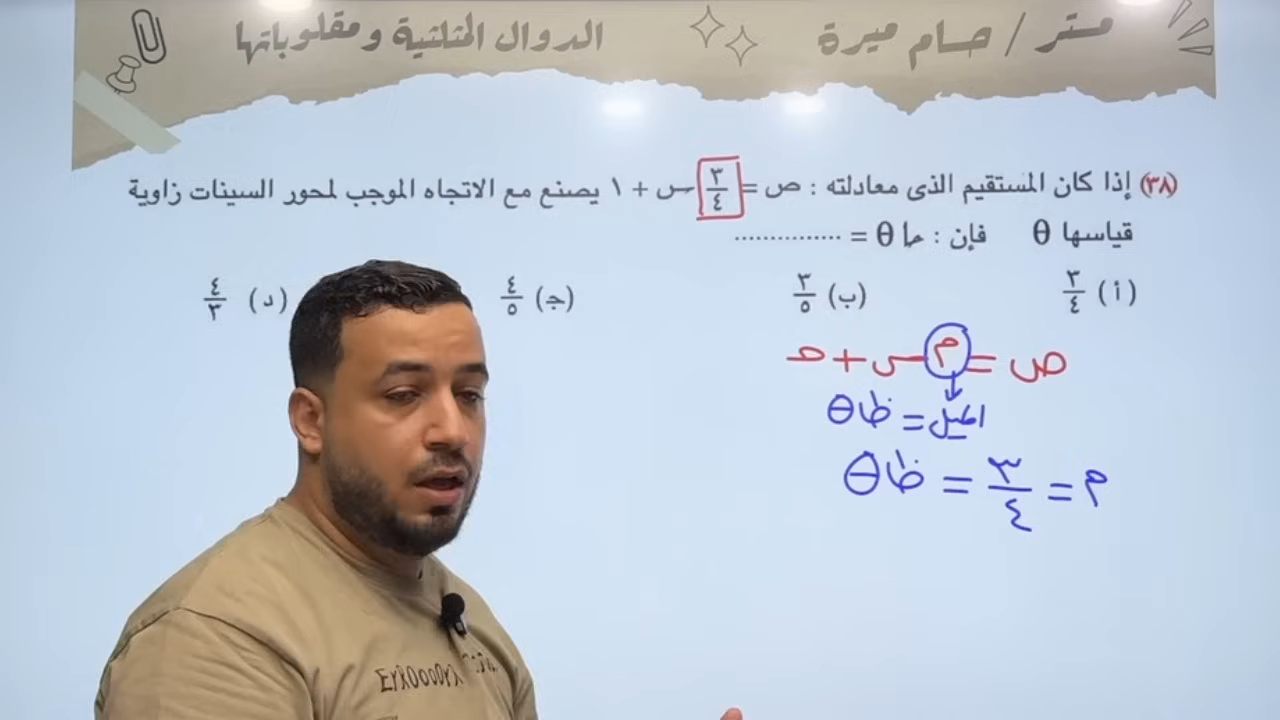 مستر / حسام ميرة الدوال المثلثية ومقلوباتها
(٣٨) إذا كان المستقيم الذى معادلته : ص = ٣/٤ س + ١ يصنع مع الاتجاه الموجب لمحور السينات زاوية
قياسها θ فإن : حا θ = ...............
(أ) ٣/٤ (ب) ٣/٥ (جـ) ٤/٥ (د) ٤/٣
ص = م س + حـ
الميل = ظا θ
م = ٣/٤ = ظا θ